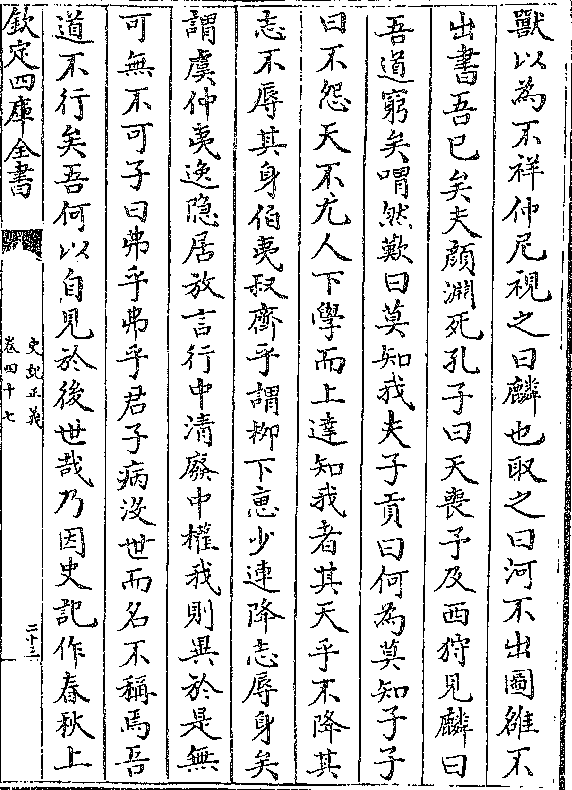 獸以為不祥仲尼視之曰麟也取之曰河不出圖雒不
出書吾已矣夫顔淵死孔子曰天喪予及西狩見麟曰
吾道窮矣喟然歎曰莫知我夫子貢曰何為莫知子子
曰不怨天不尤人下學而上達知我者其天乎不降其
志不辱其身伯夷叔齊乎謂栁下惠少連降志辱身矣
謂虞仲夷逸隠居放言行中清廢中權我則異於是無
可無不可子曰弗乎弗乎君子病没世而名不稱焉吾
道不行矣吾何以自見於後世哉乃因史記作春秋上
欽定四庫全書
史記正義
卷四十七
二十三